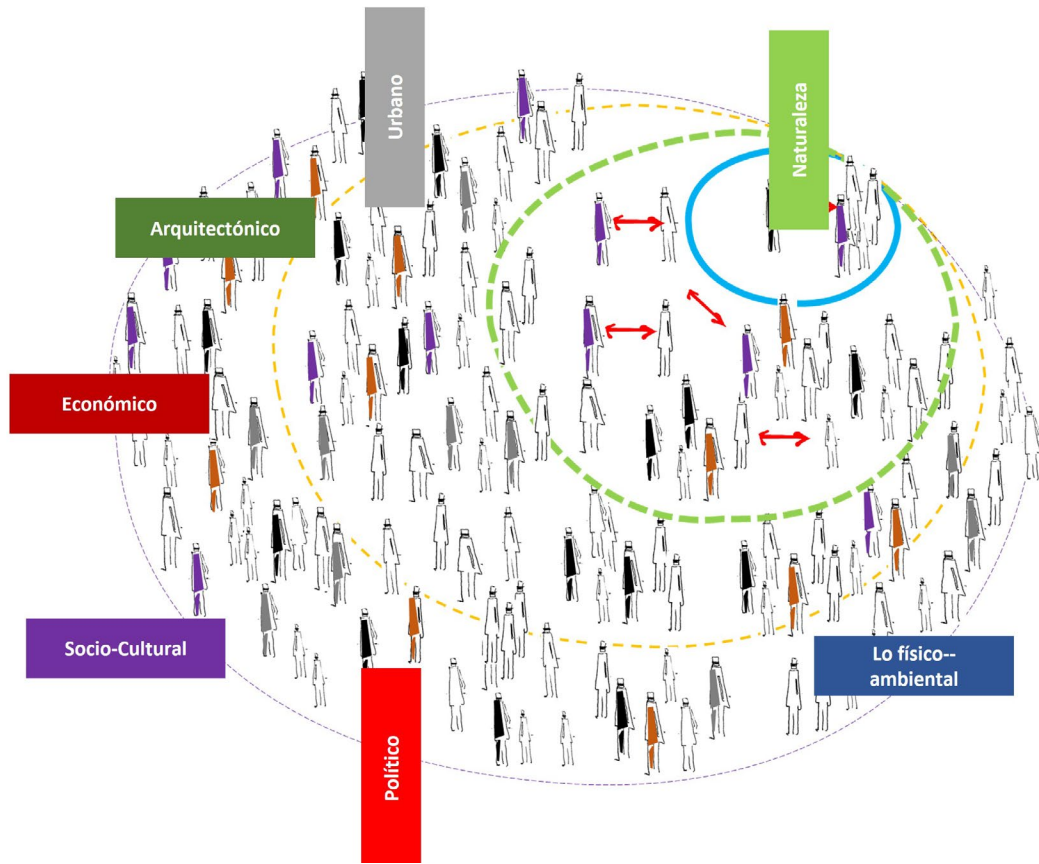 Urbano
Naturaleza
Arquitectónico
Económico
Socio-Cultural
Lo físico--
ambiental
Político